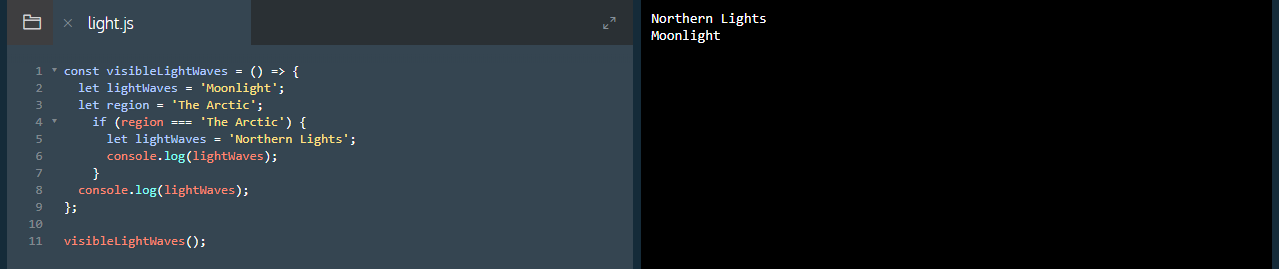 light.js
1 const visibleLightWaves = () => {
2 let lightWaves = 'Moonlight';
3 let region = 'The Arctic';
4 if (region === 'The Arctic') {
5 let lightWaves = 'Northern Lights';
6 console.log(lightWaves);
7 }
8 console.log(lightWaves);
9 };
10
11 visibleLightWaves();
Northern Lights
Moonlight